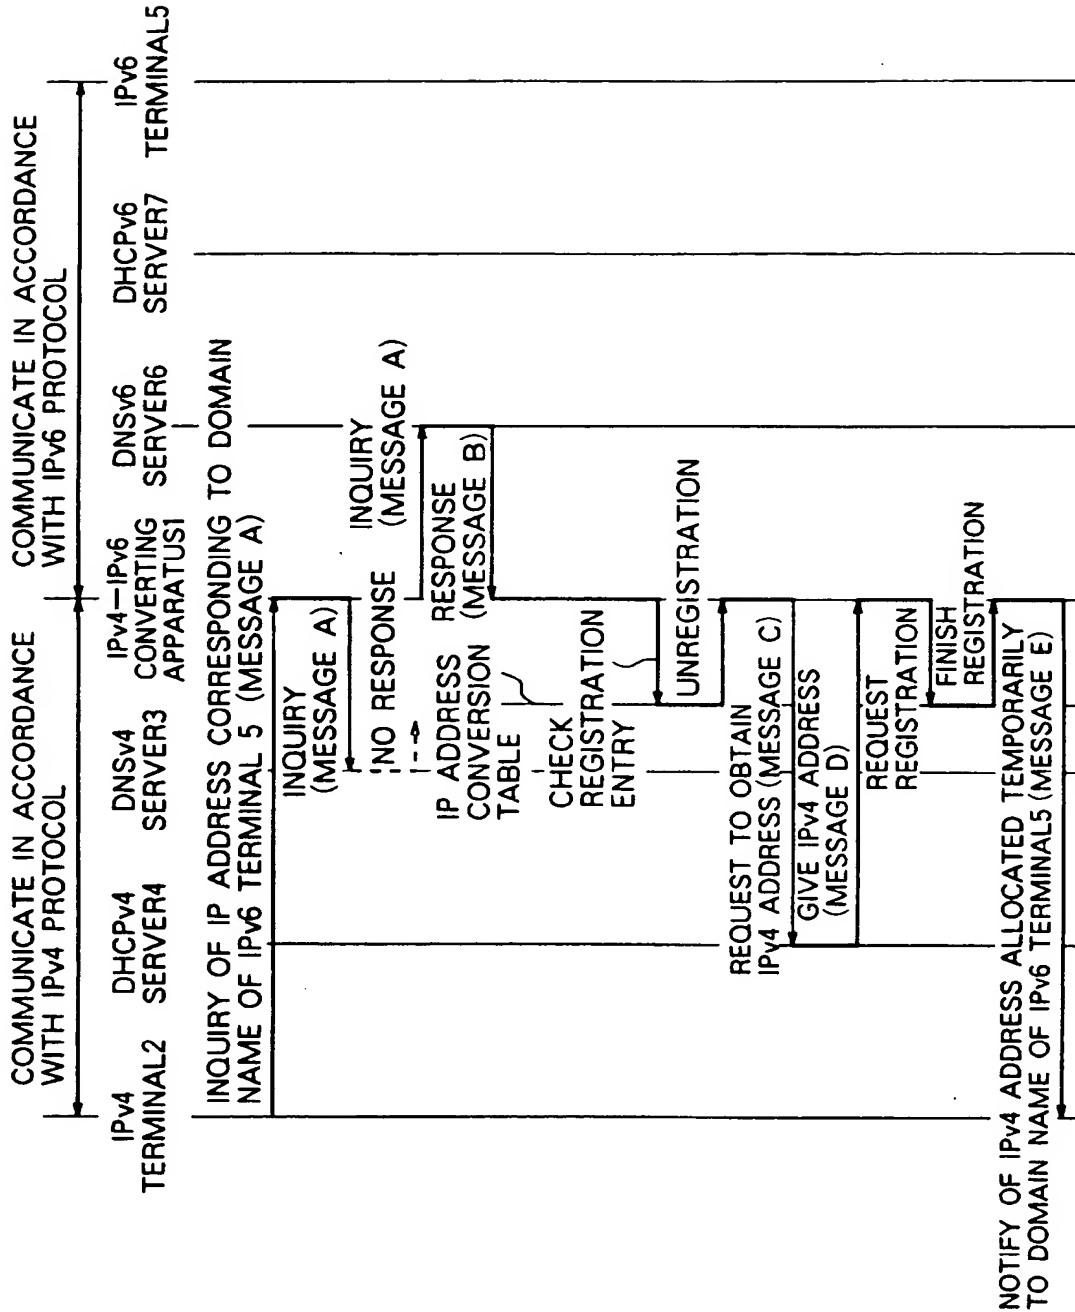 COMMUNICATE IN ACCORDANCE
WITH IPv4 PROTOCOL
COMMUNICATE IN ACCORDANCE
WITH IPv6 PROTOCOL
IPv4
TERMINAL2
DHCPv4
SERVER4
DNSv4
SERVER3
IPv4—IPv6
CONVERTING
APPARATUS1
DNSv6
SERVER6
DHCPv6
SERVER7
IPv6
TERMINAL5
INQUIRY OF IP ADDRESS CORRESPONDING TO DOMAIN
NAME OF IPv6 TERMINAL 5 (MESSAGE A)
INQUIRY
(MESSAGE A)
NO RESPONSE
INQUIRY
(MESSAGE A)
RESPONSE
(MESSAGE B)
IP ADDRESS
CONVERSION
TABLE
CHECK
REGISTRATION
ENTRY
UNREGISTRATION
REQUEST TO OBTAIN
IPv4 ADDRESS (MESSAGE C)
GIVE IPv4 ADDRESS
(MESSAGE D)
REQUEST
REGISTRATION
FINISH
REGISTRATION
NOTIFY OF IPv4 ADDRESS ALLOCATED TEMPORARILY
TO DOMAIN NAME OF IPv6 TERMINAL5 (MESSAGE E)